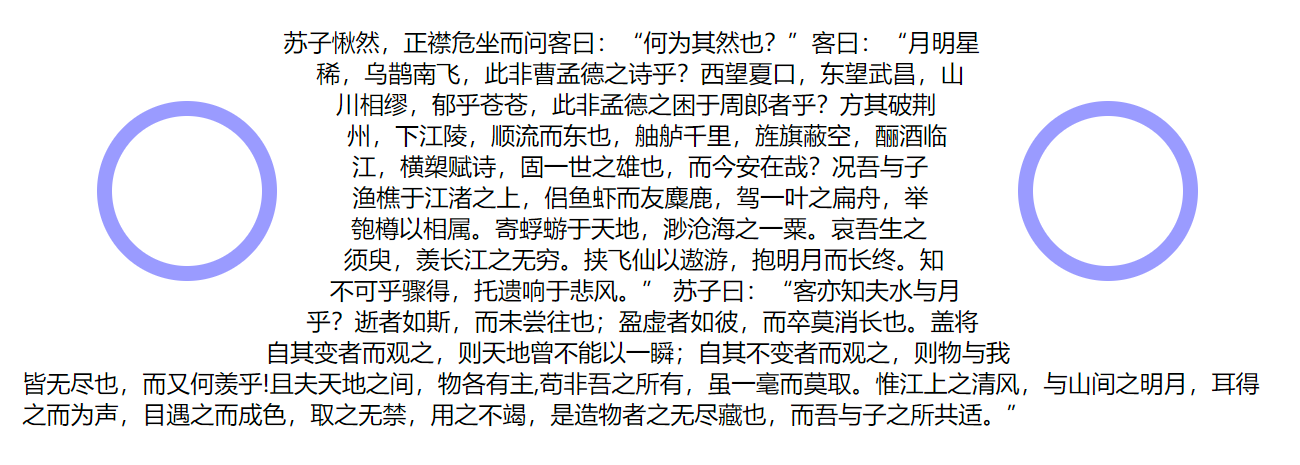 苏子愀然，正襟危坐而问客曰：“何为其然也？”客曰：“月明星
稀，乌鹊南飞，此非曹孟德之诗乎？西望夏口，东望武昌，山
川相缪，郁乎苍苍，此非孟德之困于周郎者乎？方其破荆
州，下江陵，顺流而东也，舳舻千里，旌旗蔽空，酾酒临
江，横槊赋诗，固一世之雄也，而今安在哉？况吾与子
渔樵于江渚之上，侣鱼虾而友麋鹿，驾一叶之扁舟，举
匏樽以相属。寄蜉蝣于天地，渺沧海之一粟。哀吾生之
须臾，羡长江之无穷。挟飞仙以遨游，抱明月而长终。知
不可乎骤得，托遗响于悲风。” 苏子曰：“客亦知夫水与月
乎？逝者如斯，而未尝往也；盈虚者如彼，而卒莫消长也。盖将
自其变者而观之，则天地曾不能以一瞬；自其不变者而观之，则物与我
皆无尽也，而又何羡乎!且夫天地之间，物各有主,苟非吾之所有，虽一毫而莫取。惟江上之清风，与山间之明月，耳得
之而为声，目遇之而成色，取之无禁，用之不竭，是造物者之无尽藏也，而吾与子之所共适。”